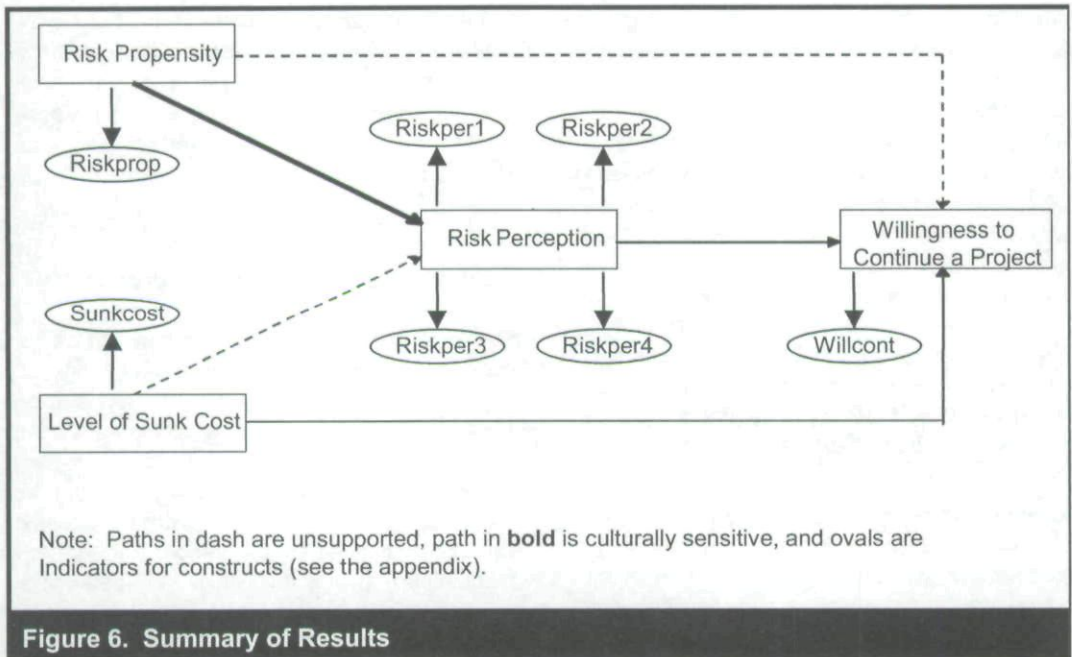 Risk Propensity
Riskprop
Riskper1
Riskper2
Risk Perception
Willingness to
Continue a Project
Sunkcost
Riskper3
Riskper4
Willcont
Level of Sunk Cost
Note: Paths in dash are unsupported, path in bold is culturally sensitive, and ovals are
Indicators for constructs (see the appendix).
Figure 6. Summary of Results